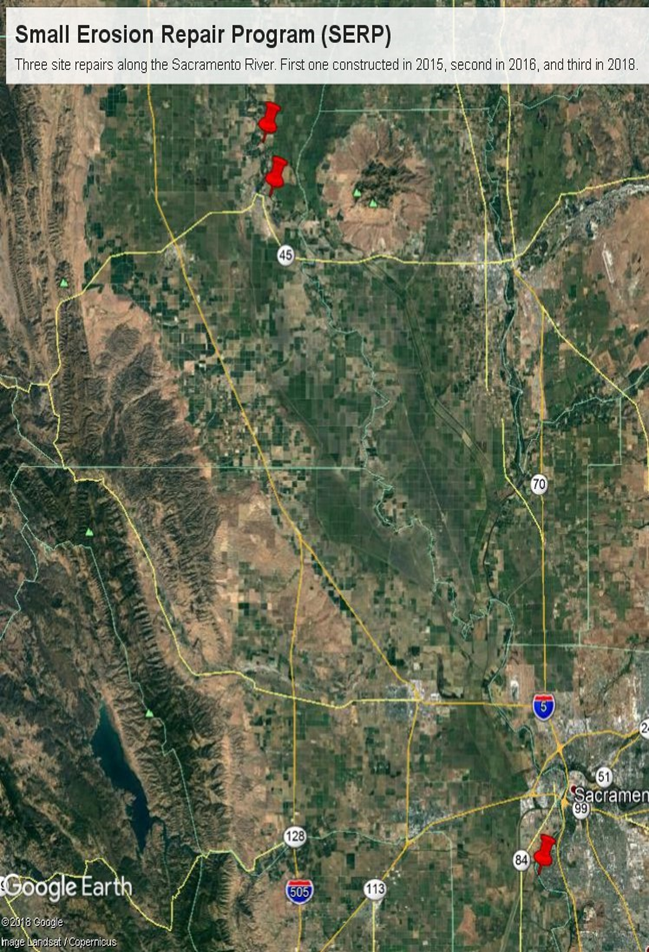 Small Erosion Repair Program (SERP)
Three site repairs along the Sacramento River. First one constructed in 2015, second in 2016, and third in 2018.
45
70
5
24
51
Sacramen
99
128
84
505
113
Google Earth
©2018 Google
Image Landsat / Copernicus